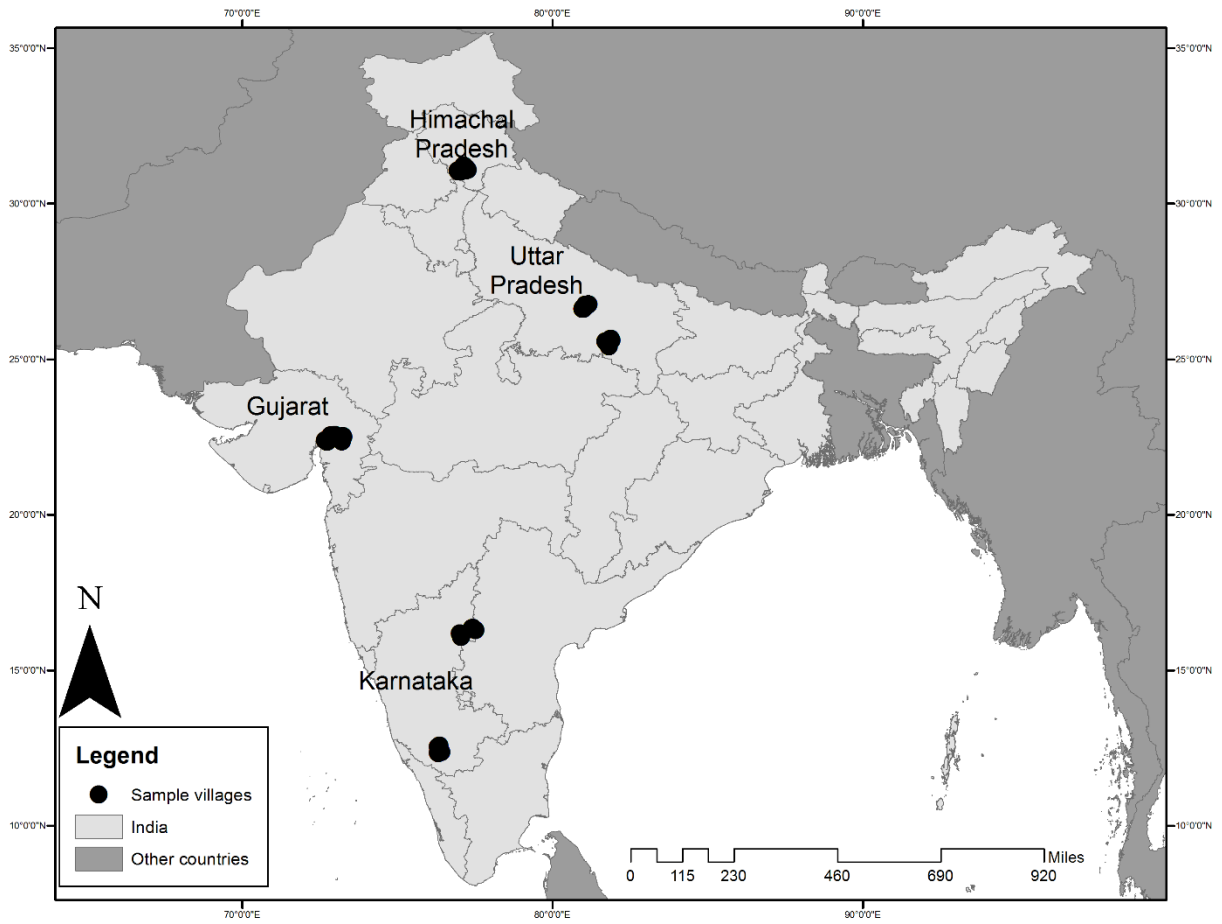 70°0'0"E 80°0'0"E 90°0'0"E
35°0'0"N 35°0'0"N
Himachal
Pradesh
30°0'0"N 30°0'0"N
Uttar
Pradesh
25°0'0"N 25°0'0"N
Gujarat
20°0'0"N 20°0'0"N
N
15°0'0"N 15°0'0"N
Karnataka
Legend
Sample villages
India
Other countries
10°0'0"N 10°0'0"N
Miles
0 115 230 460 690 920
70°0'0"E 80°0'0"E 90°0'0"E